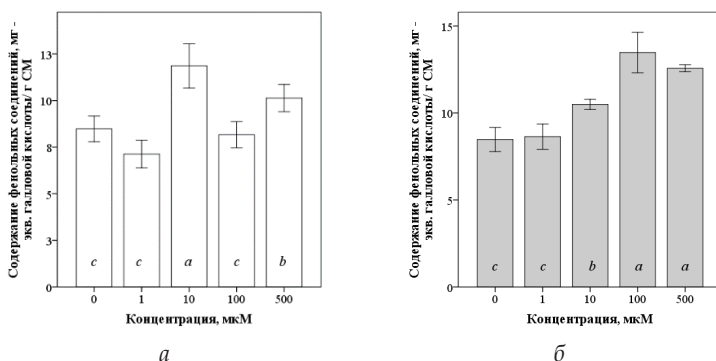 Содержание фенольных соединений, мг -
экв. галловой кислоты/ г СМ
13
10
8
5
3
0
c c a c b
0 1 10 100 500
Концентрация, мкМ
а
Содержание фенольных соединений, мг -
экв. галловой кислоты/ г СМ
15
10
5
0
c c b a a
0 1 10 100 500
Концентрация, мкМ
б